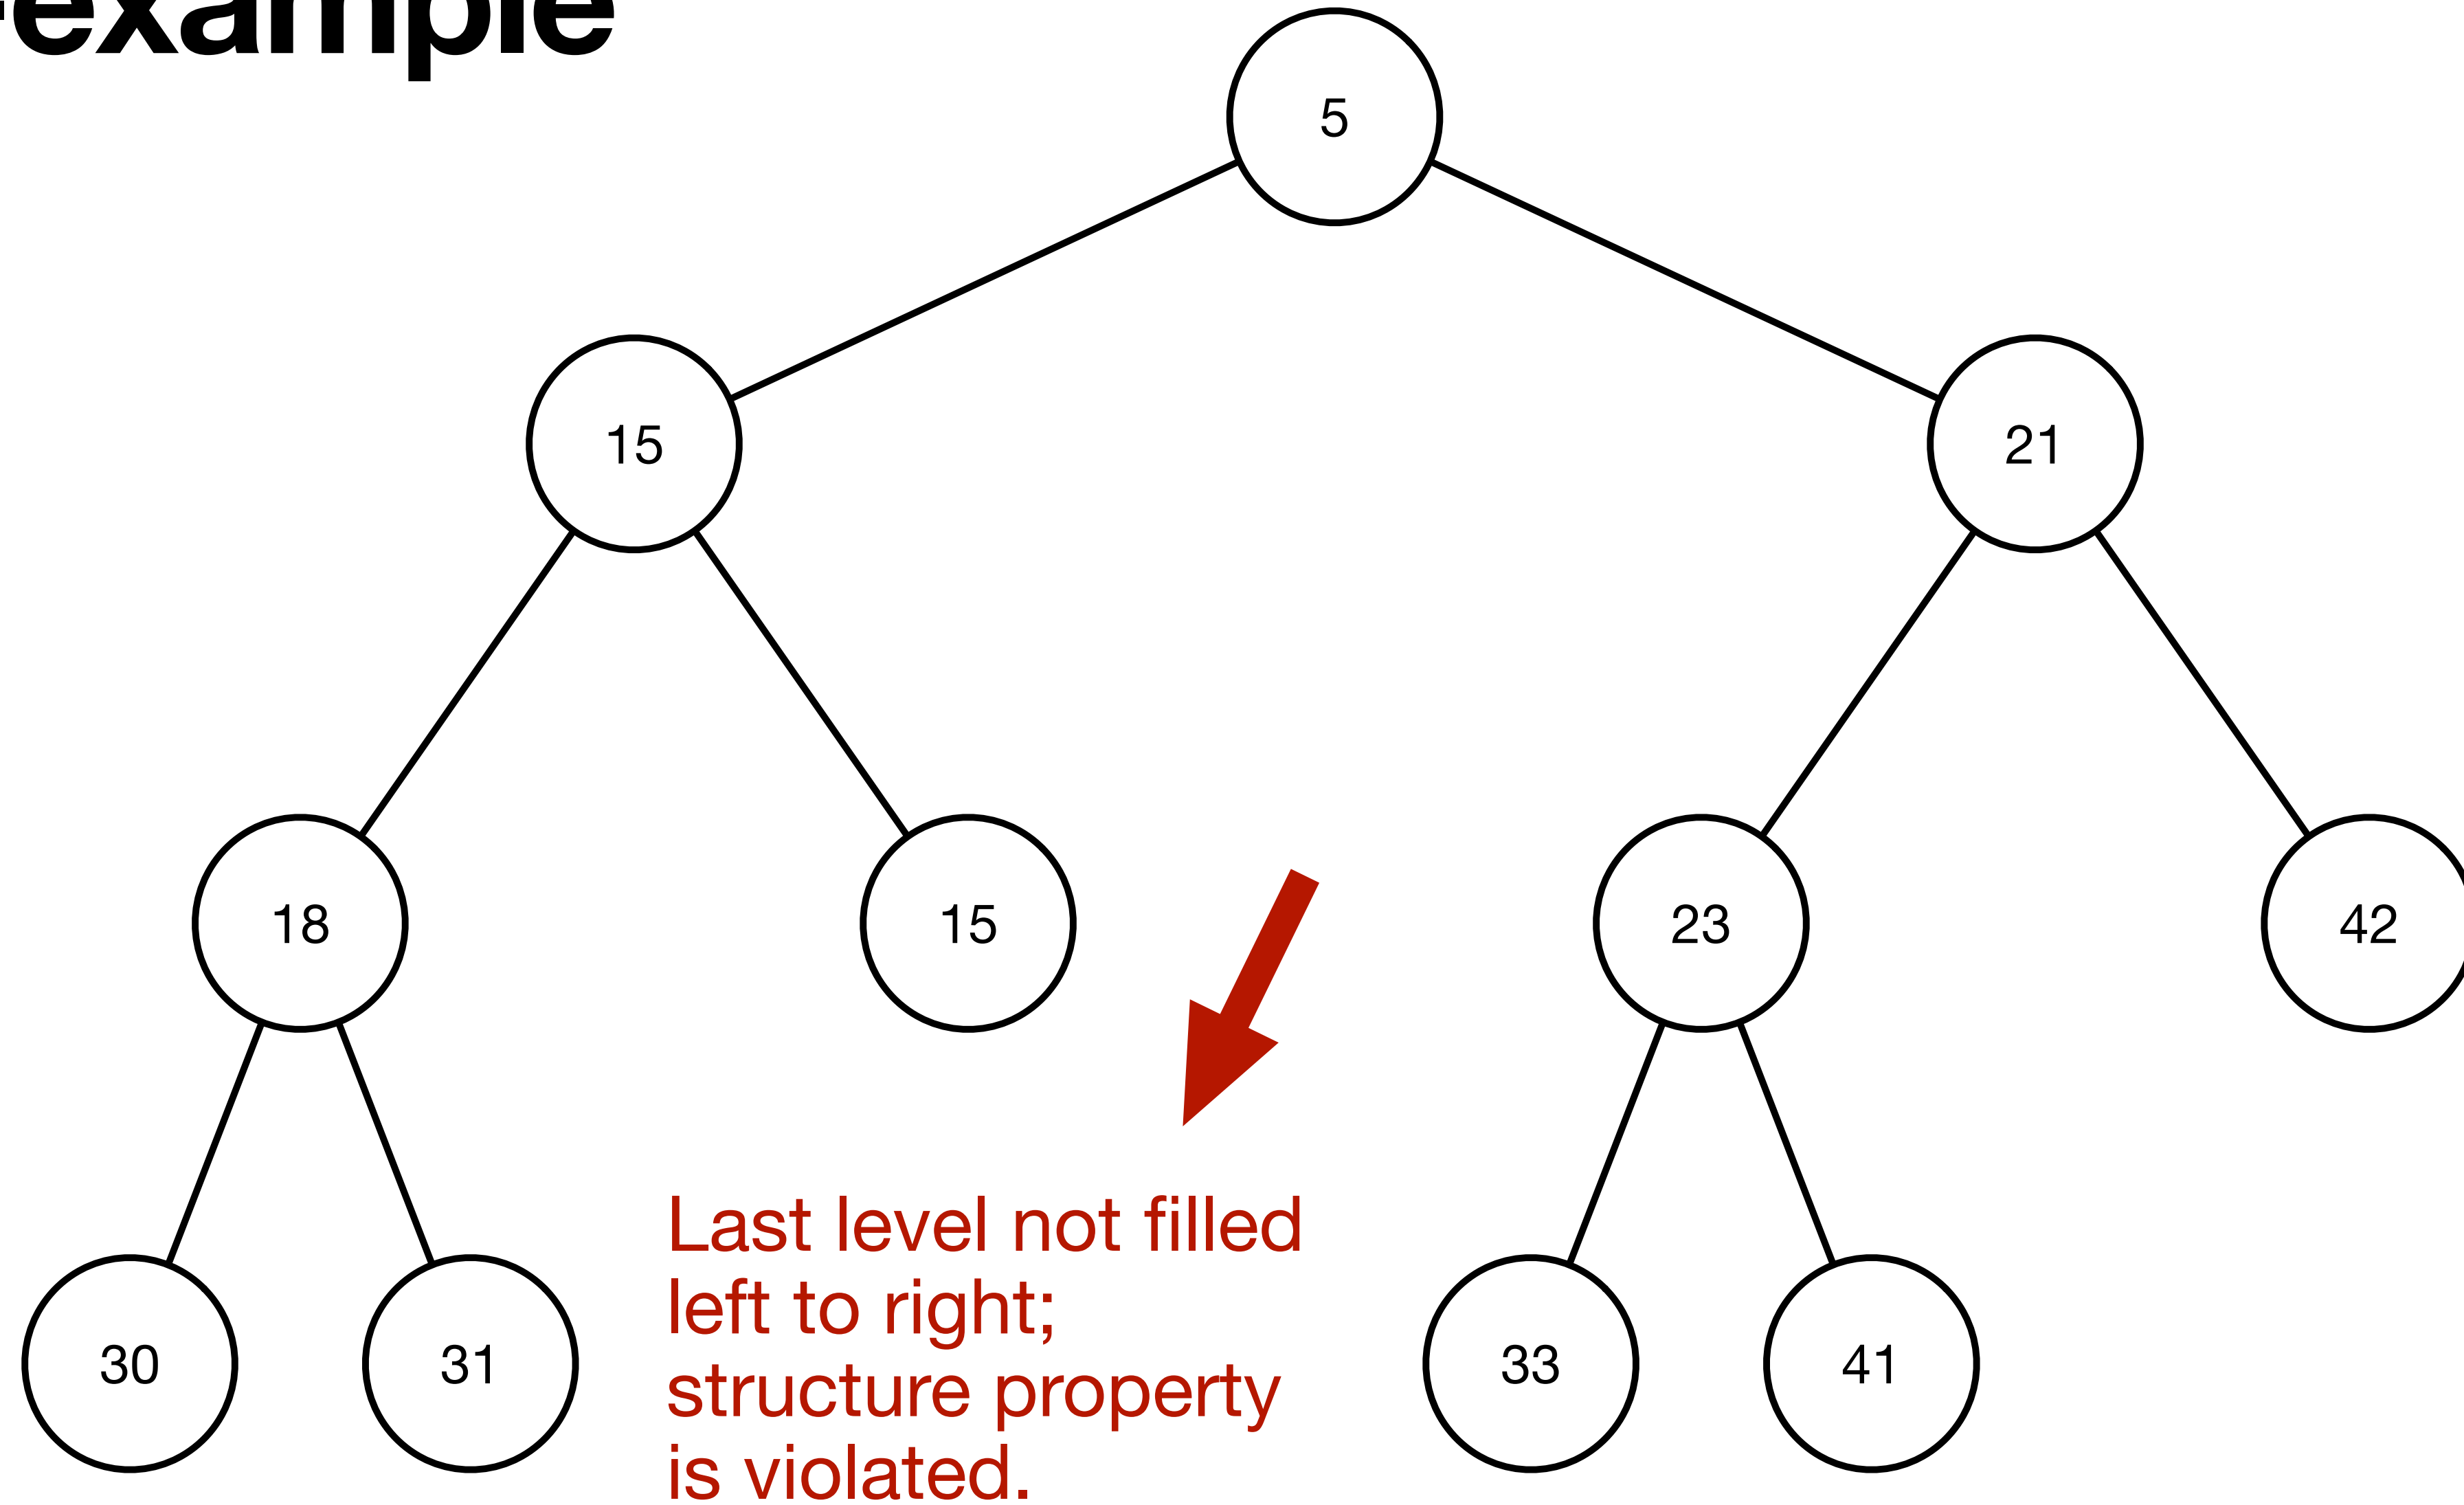 example
5
15
21
18
15
23
42
Last level not filled
left to right;
structure property
is violated.
30
31
33
41